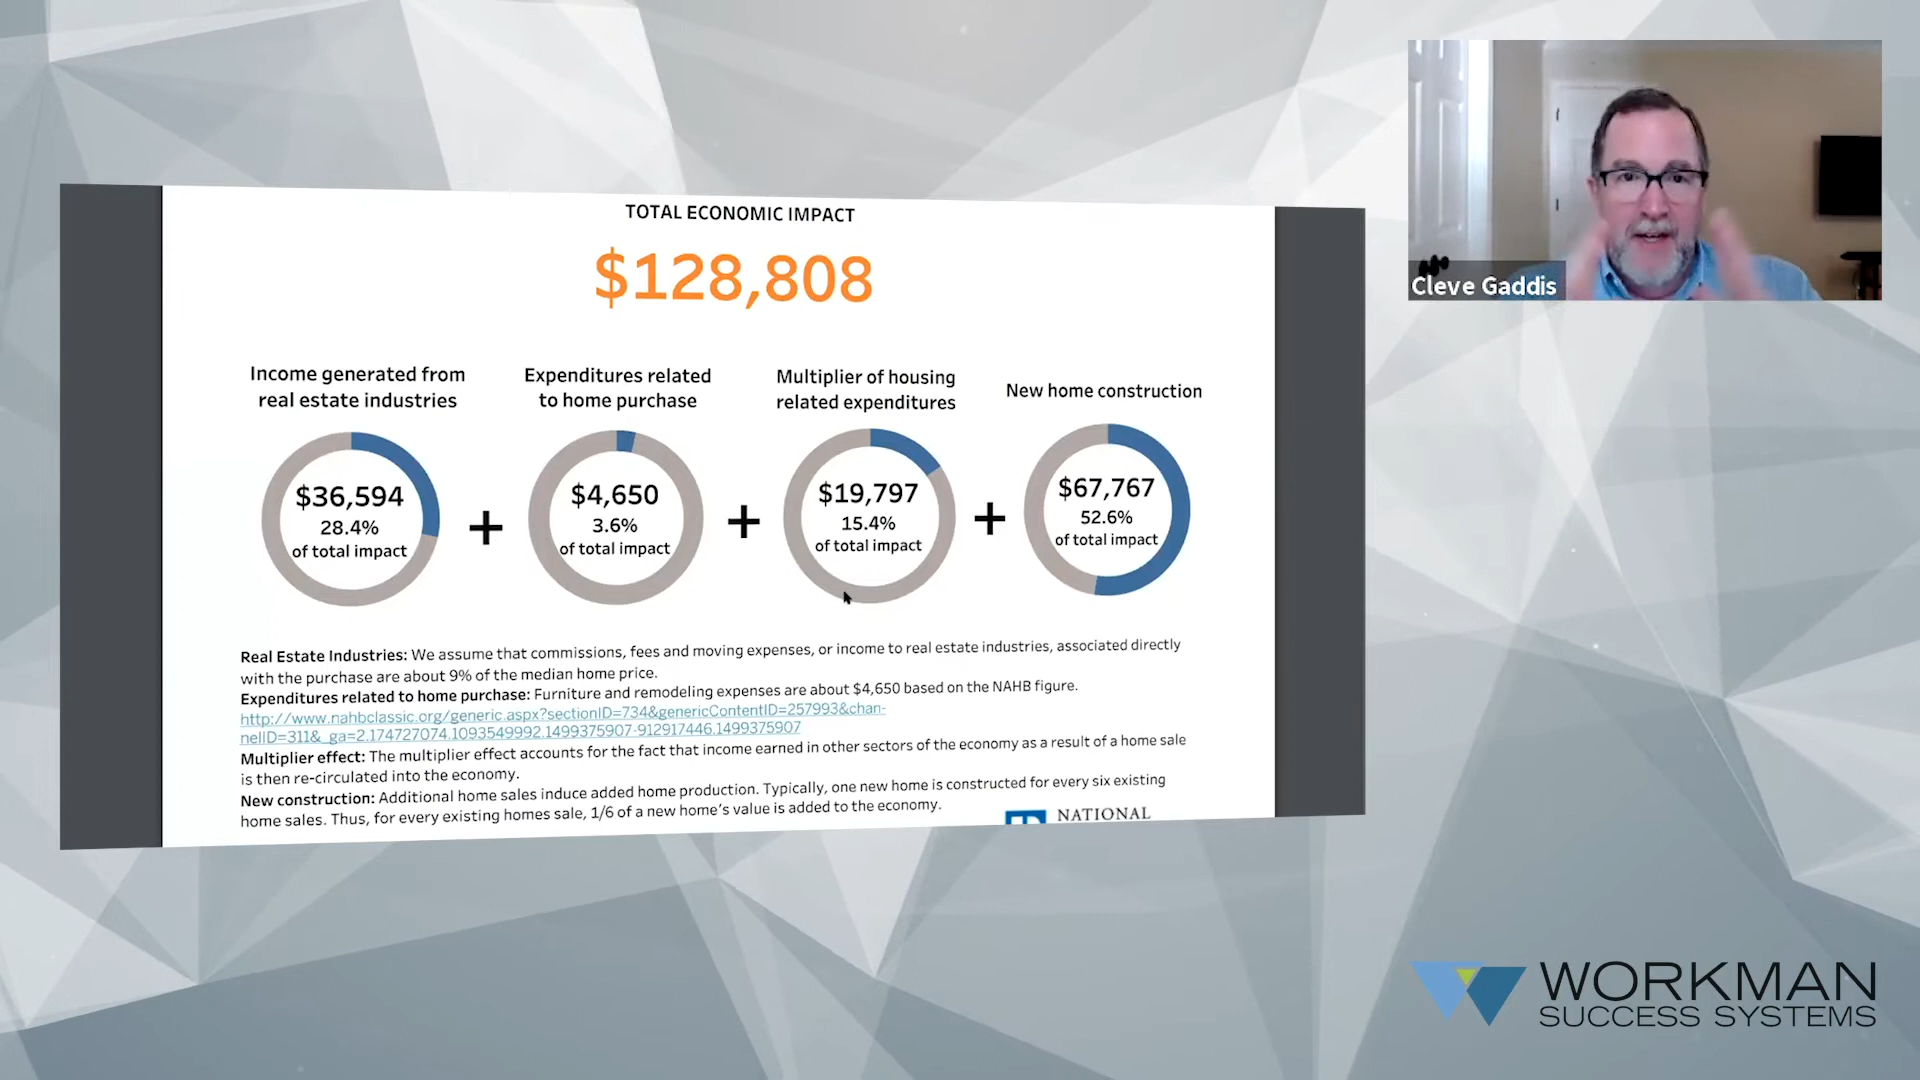 TOTAL ECONOMIC IMPACT
$128,808
Income generated from
real estate industries
$36,594
28.4%
of total impact
+
Expenditures related
to home purchase
$4,650
3.6%
of total impact
+
Multiplier of housing
related expenditures
$19,797
15.4%
of total impact
+
New home construction
$67,767
52.6%
of total impact
Real Estate Industries: We assume that commissions, fees and moving expenses, or income to real estate industries, associated directly
with the purchase are about 9% of the median home price.
Expenditures related to home purchase: Furniture and remodeling expenses are about $4,650 based on the NAHB figure.
http://www.nahbclassic.org/generic.aspx?sectionID=734&genericContentID=257993&chan-
nelID=311&_ga=2.174727074.1093549992.1499375907-912917446.1499375907
Multiplier effect: The multiplier effect accounts for the fact that income earned in other sectors of the economy as a result of a home sale
is then re-circulated into the economy.
New construction: Additional home sales induce added home production. Typically, one new home is constructed for every six existing
home sales. Thus, for every existing homes sale, 1/6 of a new home's value is added to the economy.
NATIONAL
Cleve Gaddis
WORKMAN
SUCCESS SYSTEMS